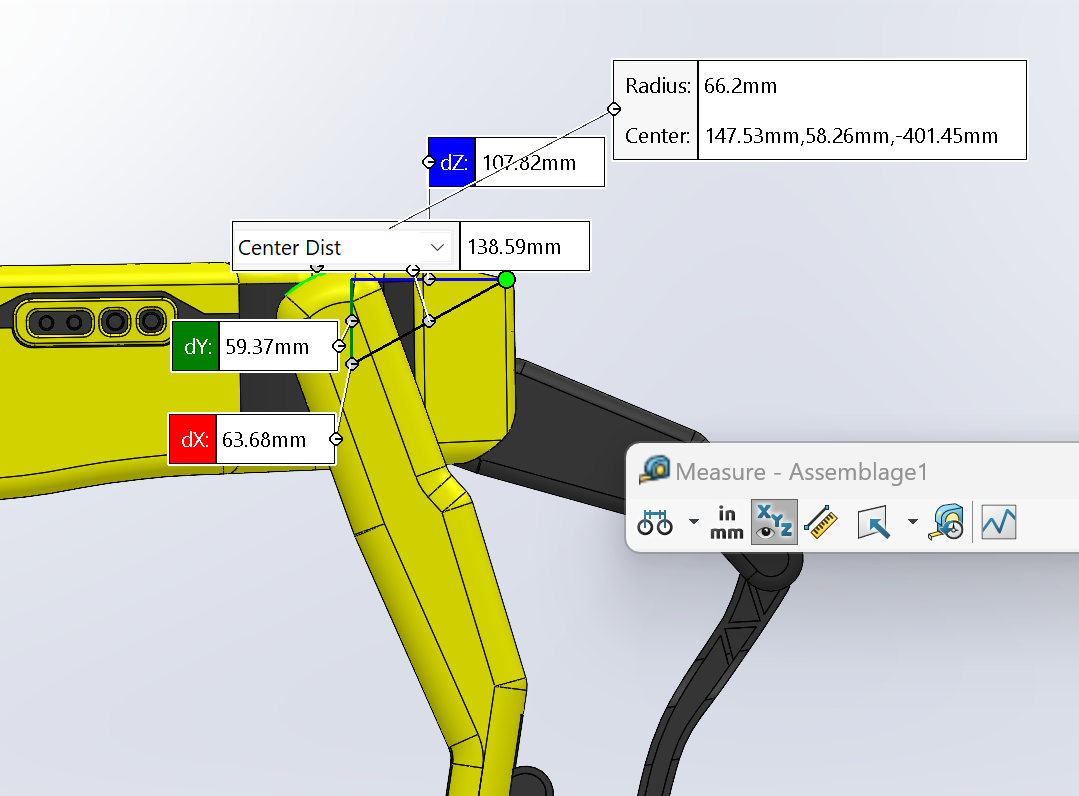 Radius: 66.2mm
Center: 147.53mm,58.26mm,-401.45mm
dZ: 107.82mm
Center Dist 138.59mm
dY: 59.37mm
dX: 63.68mm
Measure - Assemblage1
in
mm
XYZ